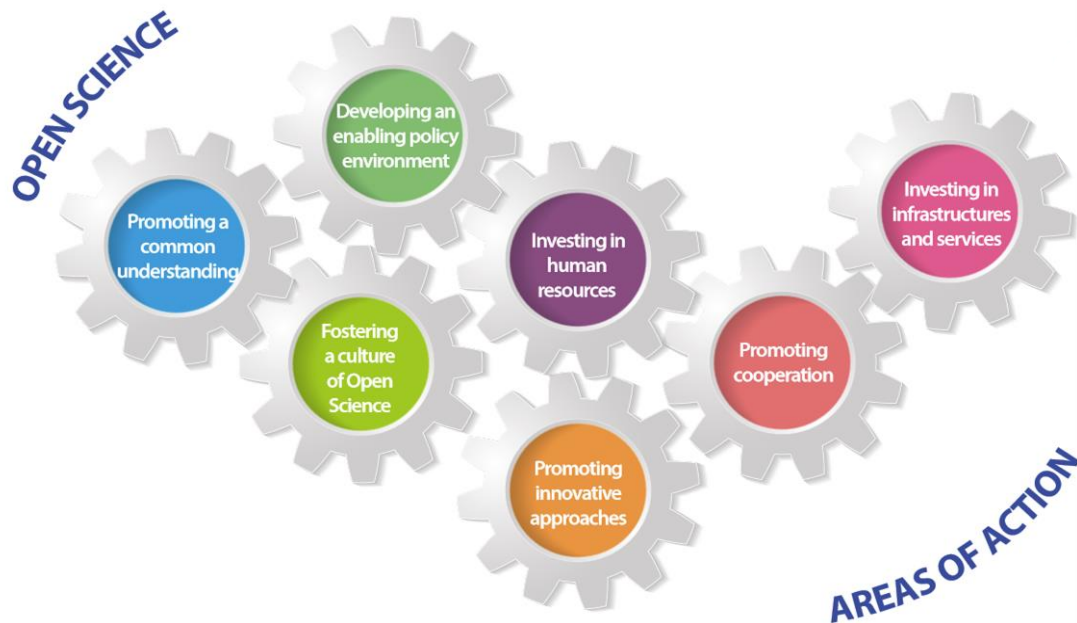 OPEN SCIENCE
Developing an
enabling policy
environment
Promoting a
common
understanding
Investing in
human
resources
Investing in
infrastructures
and services
Fostering
a culture
of Open
Science
Promoting
cooperation
Promoting
innovative
approaches
AREAS OF ACTION